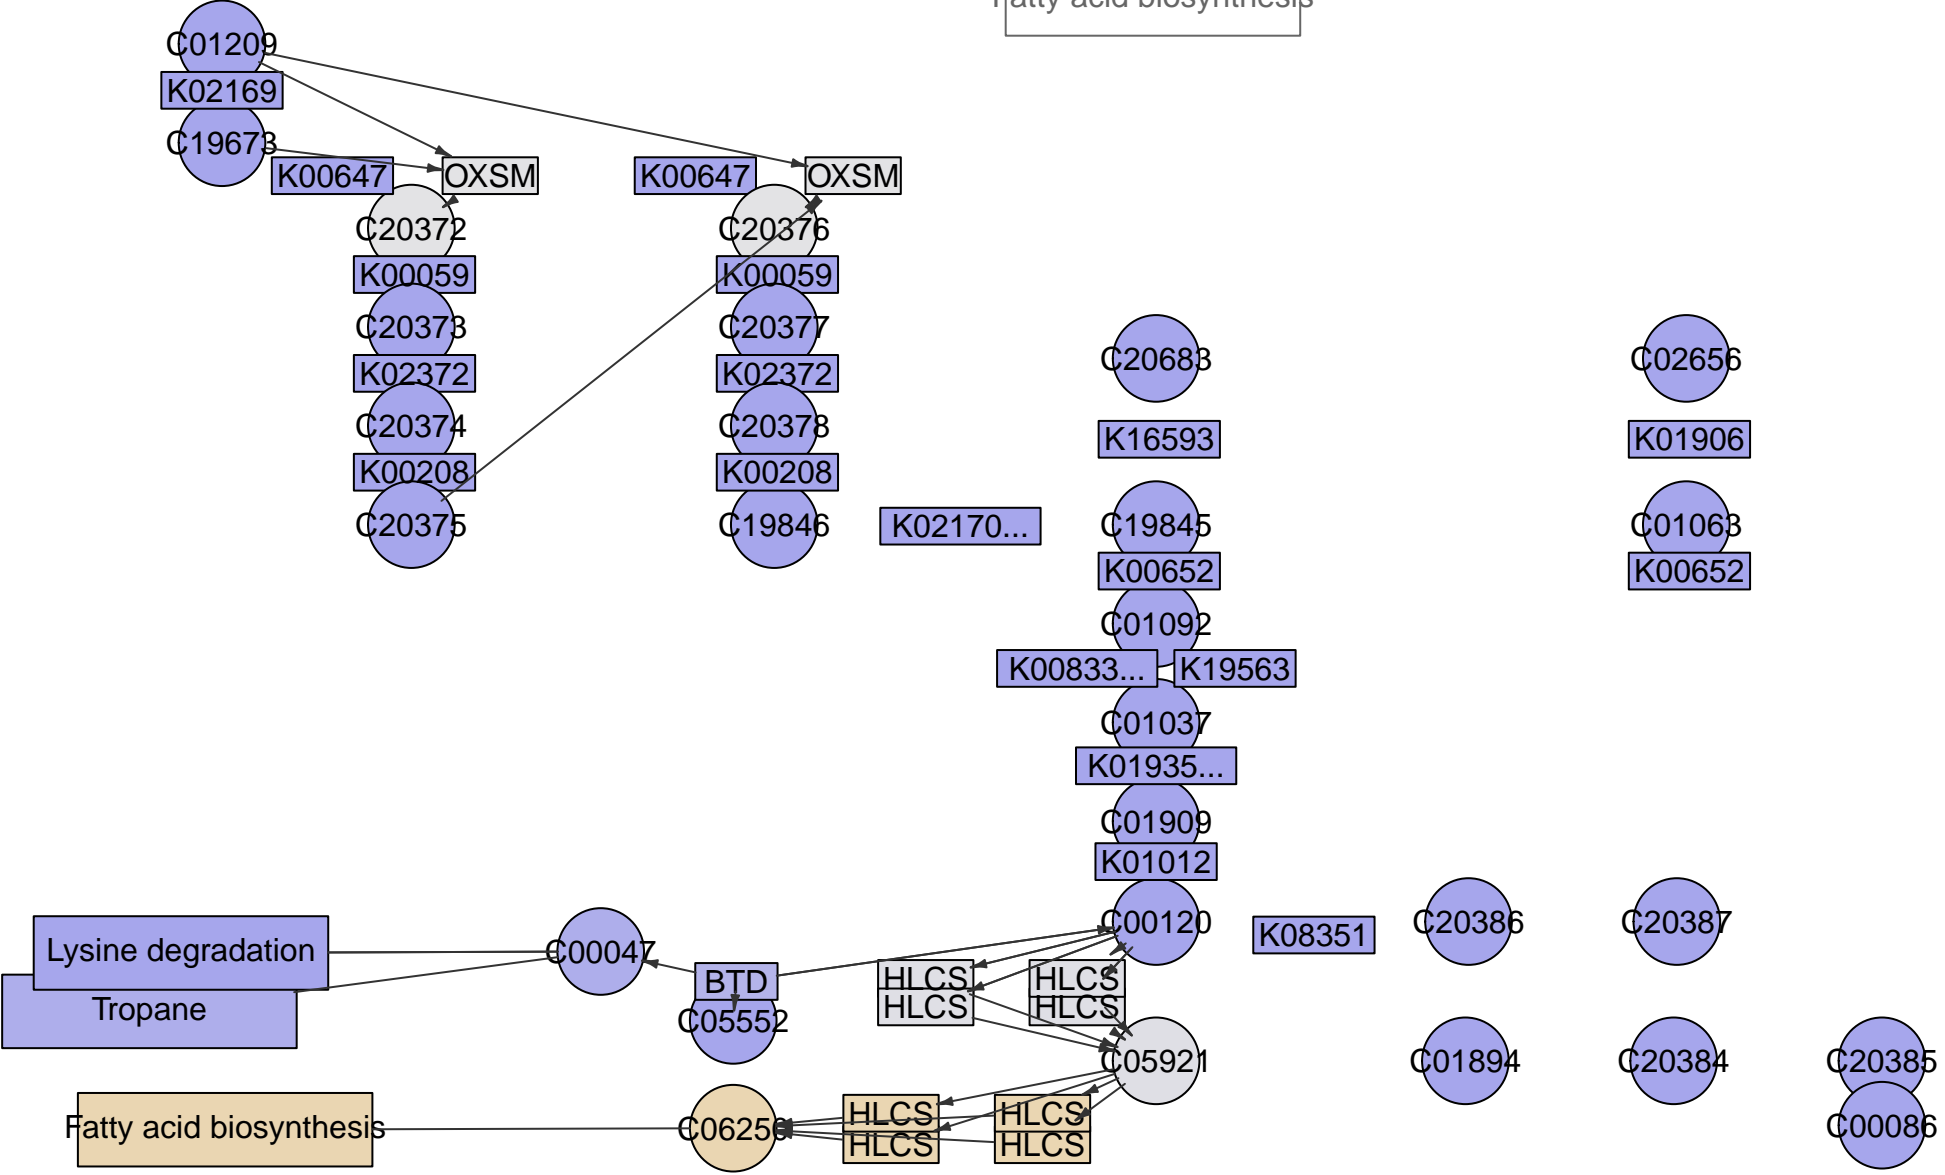 Fatty acid biosynthesis
C01209
K02169
C19673
K00647
OXSM
K00647
OXSM
C20372
C20376
K00059
K00059
C20373
C20377
C20683
C02656
K02372
K02372
C20374
C20378
K16593
K01906
K00208
K00208
C20375
C19846
K02170...
C19845
C01063
K00652
K00652
C01092
K00833...
K19563
C01037
K01935...
C01909
K01012
C00120
K08351
C20386
C20387
Lysine degradation
C00047
BTD
HLCS
HLCS
Tropane
C05552
HLCS
HLCS
C05921
C01894
C20384
C20385
Fatty acid biosynthesis
HLCS
HLCS
C00086
HLCS
HLCS